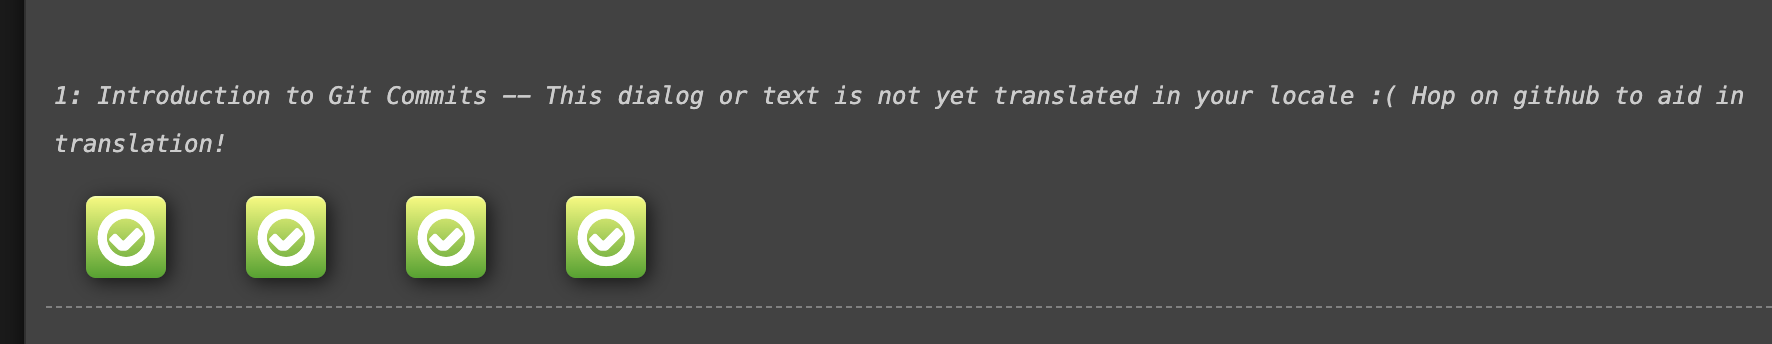 1: Introduction to Git Commits -- This dialog or text is not yet translated in your locale :( Hop on github to aid in
translation!